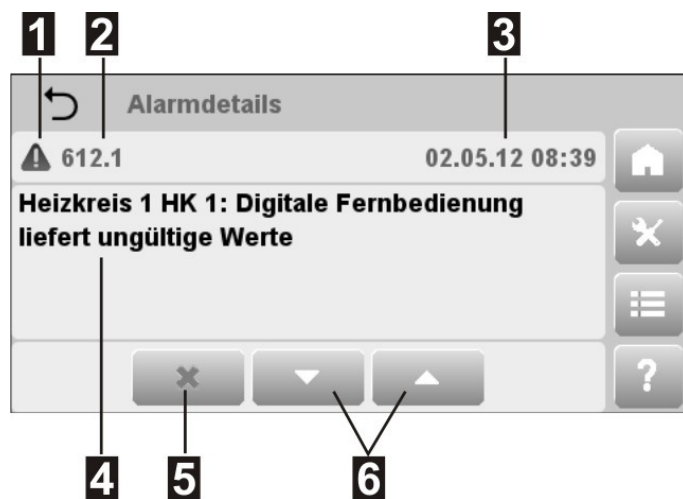 1 2 3
Alarmdetails
612.1 02.05.12 08:39
Heizkreis 1 HK 1: Digitale Fernbedienung
liefert ungültige Werte
?
4 5 6